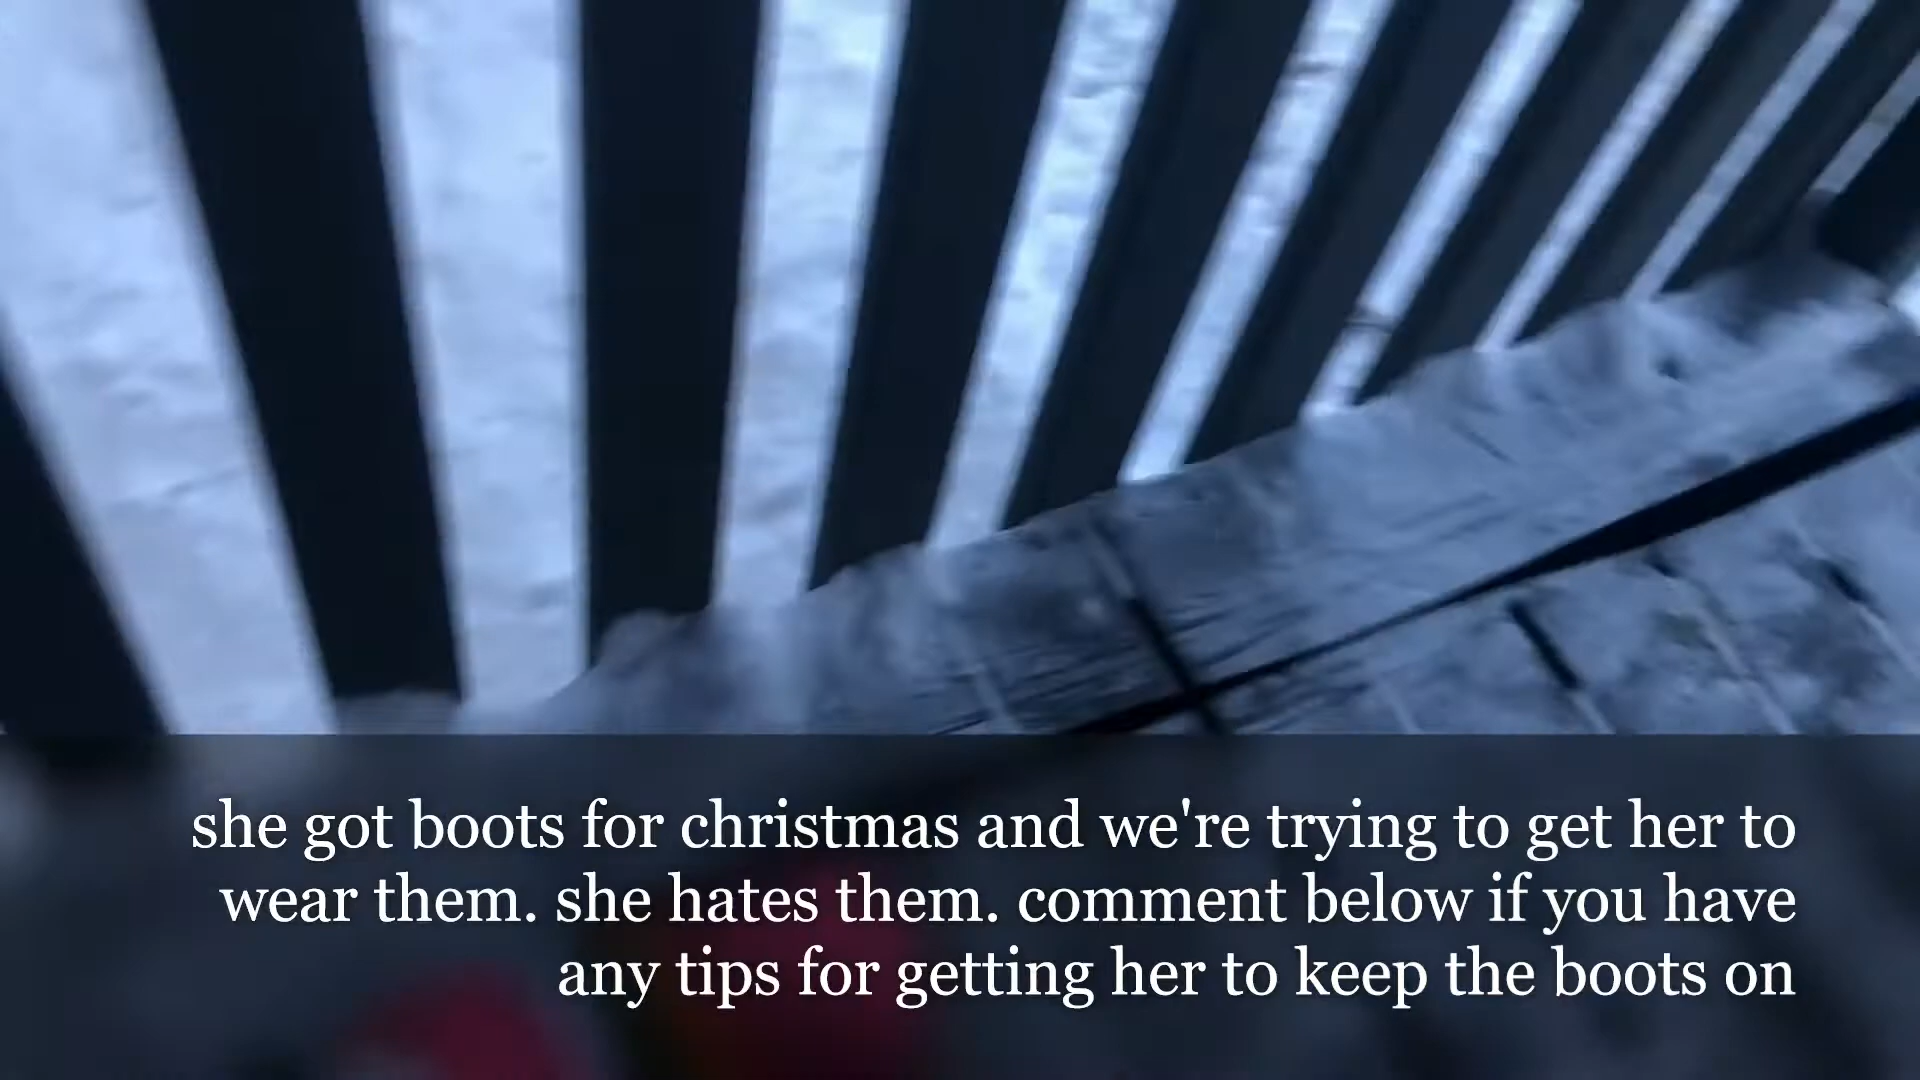 she got boots for christmas and we're trying to get her to
wear them. she hates them. comment below if you have
any tips for getting her to keep the boots on